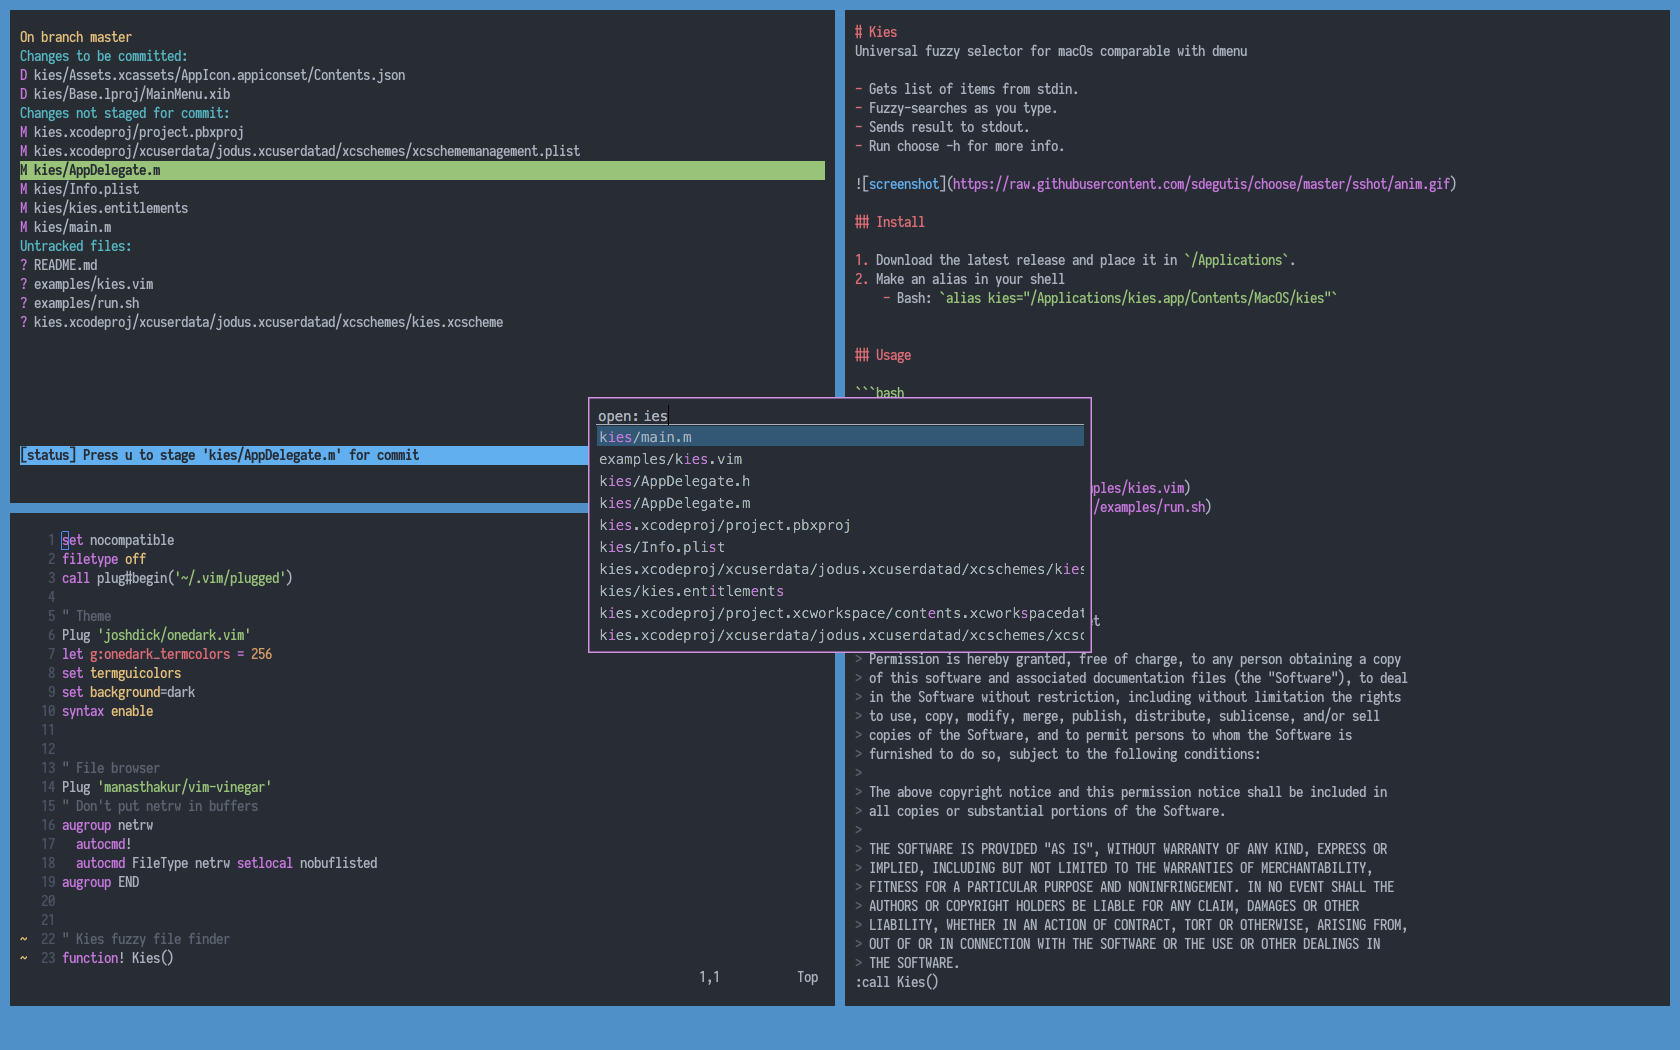 On branch master
Changes to be committed:
D kies/Assets.xcassets/AppIcon.appiconset/Contents.json
D kies/Base.lproj/MainMenu.xib
Changes not staged for commit:
M kies.xcodeproj/project.pbxproj
M kies.xcodeproj/xcuserdata/jodus.xcuserdatad/xcschemes/xcschememanagement.plist
M kies/AppDelegate.m
M kies/Info.plist
M kies/kies.entitlements
M kies/main.m
Untracked files:
? README.md
? examples/kies.vim
? examples/run.sh
? kies.xcodeproj/xcuserdata/jodus.xcuserdatad/xcschemes/kies.xcscheme
[status] Press u to stage 'kies/AppDelegate.m' for commit
1 set nocompatible
2 filetype off
3 call plug#begin('~/.vim/plugged')
4
5 " Theme
6 Plug 'joshdick/onedark.vim'
7 let g:onedark_termcolors = 256
8 set termguicolors
9 set background=dark
10 syntax enable
11
12
13 " File browser
14 Plug 'manasthakur/vim-vinegar'
15 " Don't put netrw in buffers
16 augroup netrw
17   autocmd!
18   autocmd FileType netrw setlocal nobuflisted
19 augroup END
20
21
~ 22 " Kies fuzzy file finder
~ 23 function! Kies()
1,1 Top
open: ies
kies/main.m
examples/kies.vim
kies/AppDelegate.h
kies/AppDelegate.m
kies.xcodeproj/project.pbxproj
kies/Info.plist
kies.xcodeproj/xcuserdata/jodus.xcuserdatad/xcschemes/kies
kies/kies.entitlements
kies.xcodeproj/project.xcworkspace/contents.xcworkspacedat
kies.xcodeproj/xcuserdata/jodus.xcuserdatad/xcschemes/xcsc
# Kies
Universal fuzzy selector for macOs comparable with dmenu
- Gets list of items from stdin.
- Fuzzy-searches as you type.
- Sends result to stdout.
- Run choose -h for more info.
![screenshot](https://raw.githubusercontent.com/sdegutis/choose/master/sshot/anim.gif)
## Install
1. Download the latest release and place it in `/Applications`.
2. Make an alias in your shell
- Bash: `alias kies="/Applications/kies.app/Contents/MacOS/kies"`
## Usage
```bash
ples/kies.vim)
/examples/run.sh)
t
> Permission is hereby granted, free of charge, to any person obtaining a copy
> of this software and associated documentation files (the "Software"), to deal
> in the Software without restriction, including without limitation the rights
> to use, copy, modify, merge, publish, distribute, sublicense, and/or sell
> copies of the Software, and to permit persons to whom the Software is
> furnished to do so, subject to the following conditions:
>
> The above copyright notice and this permission notice shall be included in
> all copies or substantial portions of the Software.
>
> THE SOFTWARE IS PROVIDED "AS IS", WITHOUT WARRANTY OF ANY KIND, EXPRESS OR
> IMPLIED, INCLUDING BUT NOT LIMITED TO THE WARRANTIES OF MERCHANTABILITY,
> FITNESS FOR A PARTICULAR PURPOSE AND NONINFRINGEMENT. IN NO EVENT SHALL THE
> AUTHORS OR COPYRIGHT HOLDERS BE LIABLE FOR ANY CLAIM, DAMAGES OR OTHER
> LIABILITY, WHETHER IN AN ACTION OF CONTRACT, TORT OR OTHERWISE, ARISING FROM,
> OUT OF OR IN CONNECTION WITH THE SOFTWARE OR THE USE OR OTHER DEALINGS IN
> THE SOFTWARE.
:call Kies()